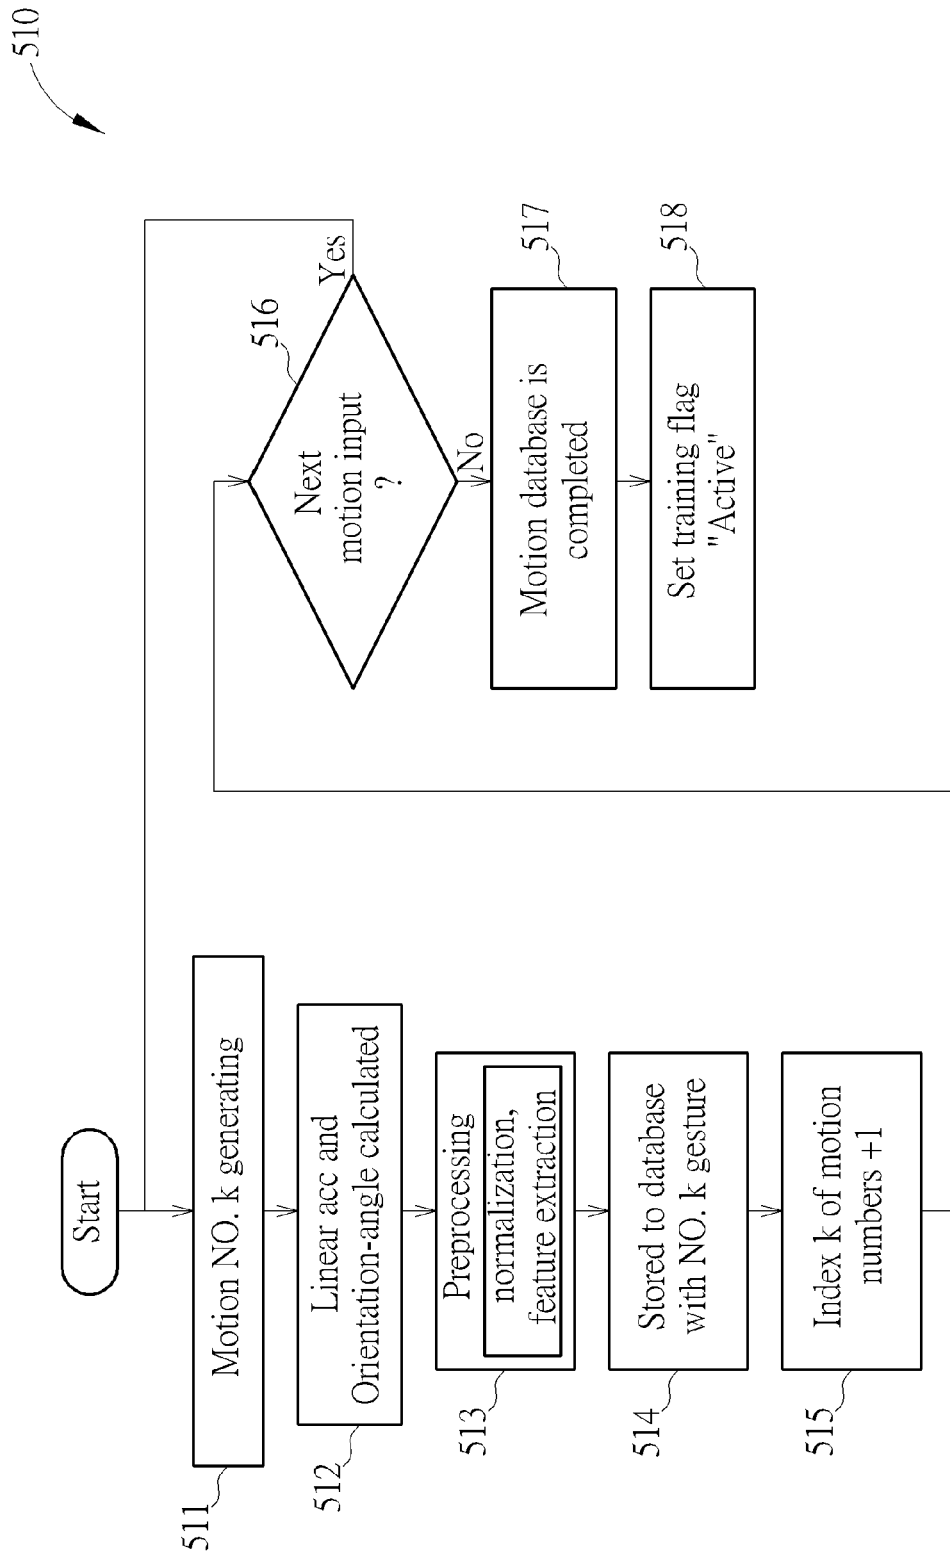 510
Start
Motion NO. k generating
511
Linear acc and
Orientation-angle calculated
512
Preprocessing
normalization,
feature extraction
513
Stored to database
with NO. k gesture
514
Index k of motion
numbers +1
515
Next
motion input
?
516
Yes
No
Motion database is
completed
517
Set training flag
"Active"
518